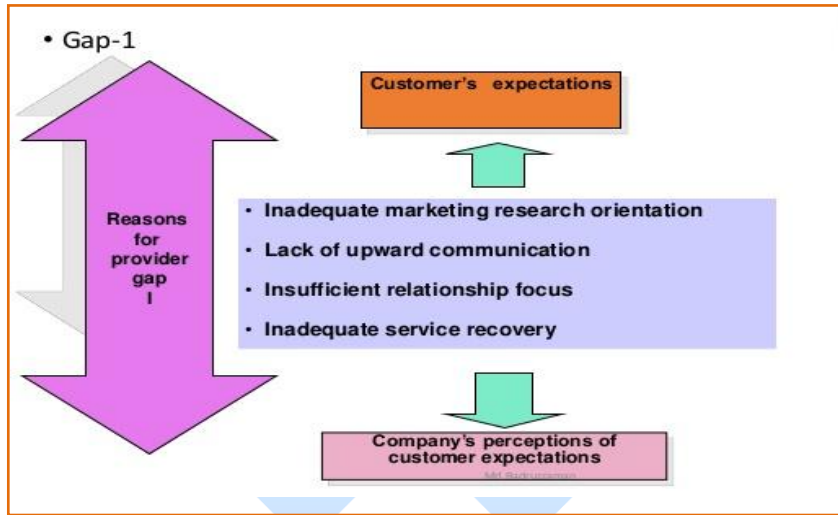 • Gap-1
Customer's expectations
Reasons
for
provider
gap
I
• Inadequate marketing research orientation
• Lack of upward communication
• Insufficient relationship focus
• Inadequate service recovery
Company's perceptions of
customer expectations